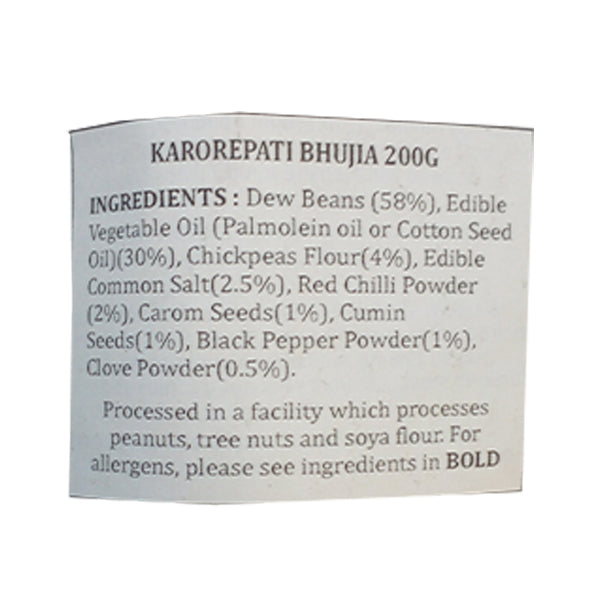 KAROREPATI BHUJIA 200G
INGREDIENTS : Dew Beans (58%), Edible
Vegetable Oil (Palmolein oil or Cotton Seed
Oil)(30%), Chickpeas Flour(4%), Edible
Common Salt(2.5%), Red Chilli Powder
(2%), Carom Seeds(1%), Cumin
Seeds(1%), Black Pepper Powder(1%),
Clove Powder(0.5%).
Processed in a facility which processes
peanuts, tree nuts and soya flour. For
allergens, please see ingredients in BOLD